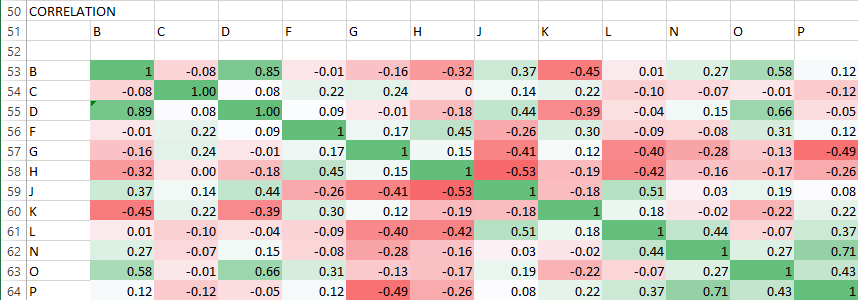 50 CORRELATION
51 B C D F G H J K L N O P
52
53 B 1 -0.08 0.85 -0.01 -0.16 -0.32 0.37 -0.45 0.01 0.27 0.58 0.12
54 C -0.08 1.00 0.08 0.22 0.24 0 0.14 0.22 -0.10 -0.07 -0.01 -0.12
55 D 0.89 0.08 1.00 0.09 -0.01 -0.18 0.44 -0.39 -0.04 0.15 0.66 -0.05
56 F -0.01 0.22 0.09 1 0.17 0.45 -0.26 0.30 -0.09 -0.08 0.31 0.12
57 G -0.16 0.24 -0.01 0.17 1 0.15 -0.41 0.12 -0.40 -0.28 -0.13 -0.49
58 H -0.32 0.00 -0.18 0.45 0.15 1 -0.53 -0.19 -0.42 -0.16 -0.17 -0.26
59 J 0.37 0.14 0.44 -0.26 -0.41 -0.53 1 -0.18 0.51 0.03 0.19 0.08
60 K -0.45 0.22 -0.39 0.30 0.12 -0.19 -0.18 1 0.18 -0.02 -0.22 0.22
61 L 0.01 -0.10 -0.04 -0.09 -0.40 -0.42 0.51 0.18 1 0.44 -0.07 0.37
62 N 0.27 -0.07 0.15 -0.08 -0.28 -0.16 0.03 -0.02 0.44 1 0.27 0.71
63 O 0.58 -0.01 0.66 0.31 -0.13 -0.17 0.19 -0.22 -0.07 0.27 1 0.43
64 P 0.12 -0.12 -0.05 0.12 -0.49 -0.26 0.08 0.22 0.37 0.71 0.43 1